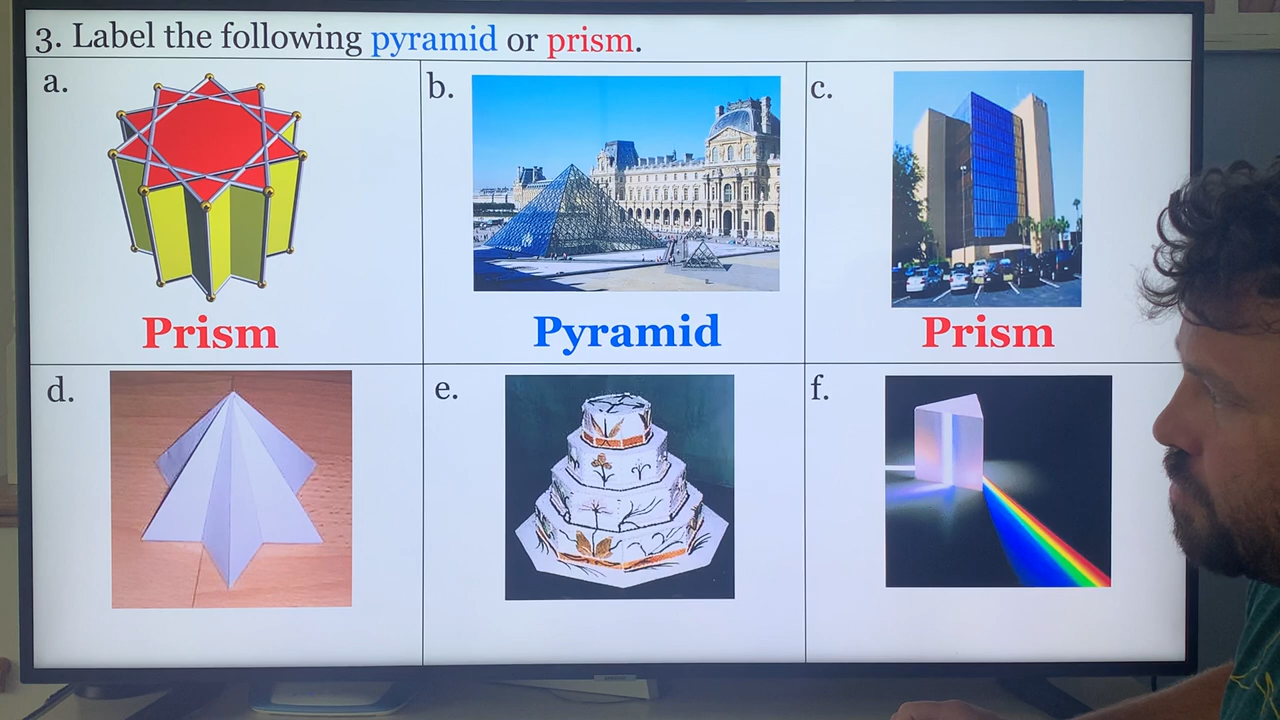 3. Label the following pyramid or prism.
a.
b.
c.
Prism
Pyramid
Prism
d.
e.
f.